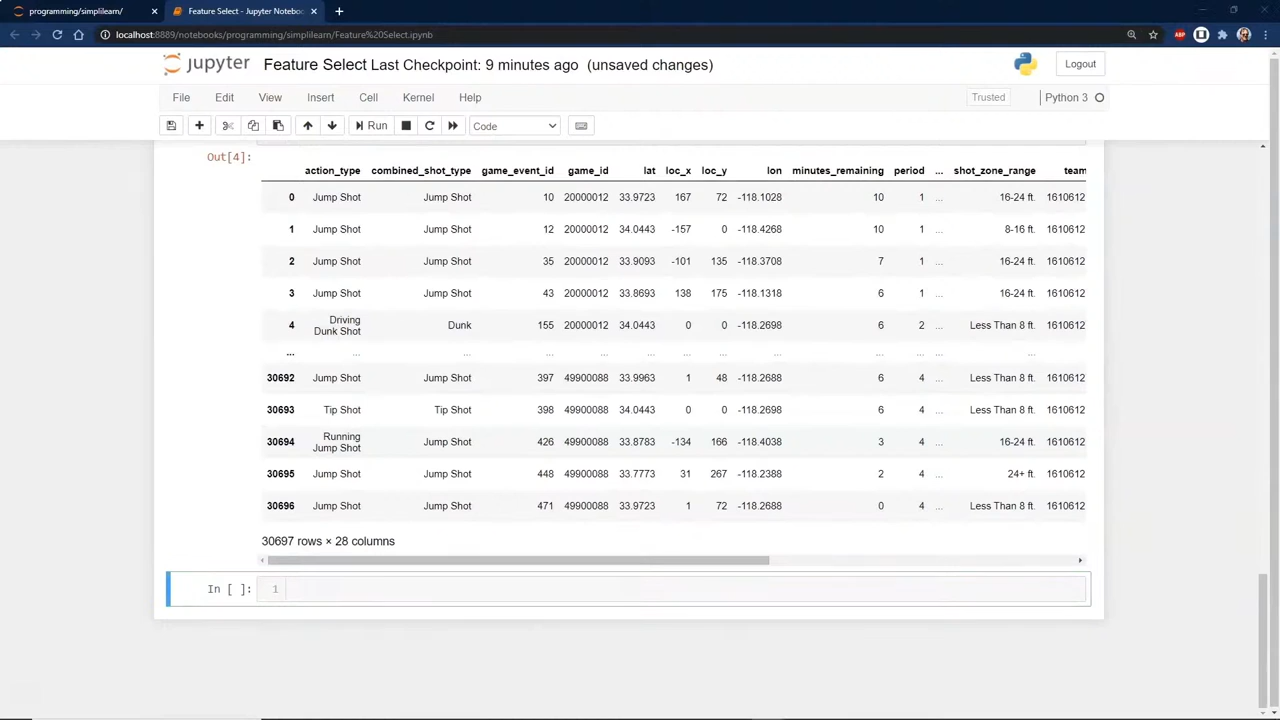 programming/simplilearn/
Feature Select - Jupyter Noteboo
localhost:8889/notebooks/programming/simplilearn/Feature%20Select.ipynb
ABP
jupyter Feature Select Last Checkpoint: 9 minutes ago (unsaved changes)
Logout
File Edit View Insert Cell Kernel Help
Trusted
Python 3
Run
Code
Out[4]:
action_type combined_shot_type game_event_id game_id lat loc_x loc_y lon minutes_remaining period ... shot_zone_range team
0 Jump Shot Jump Shot 10 20000012 33.9723 167 72 -118.1028 10 1 ... 16-24 ft. 1610612
1 Jump Shot Jump Shot 12 20000012 34.0443 -157 0 -118.4268 10 1 ... 8-16 ft. 1610612
2 Jump Shot Jump Shot 35 20000012 33.9093 -101 135 -118.3708 7 1 ... 16-24 ft. 1610612
3 Jump Shot Jump Shot 43 20000012 33.8693 138 175 -118.1318 6 1 ... 16-24 ft. 1610612
4 Driving Dunk Shot Dunk 155 20000012 34.0443 0 0 -118.2698 6 2 ... Less Than 8 ft. 1610612
... ... ... ... ... ... ... ... ... ... ... ... ...
30692 Jump Shot Jump Shot 397 49900088 33.9963 1 48 -118.2688 6 4 ... Less Than 8 ft. 1610612
30693 Tip Shot Tip Shot 398 49900088 34.0443 0 0 -118.2698 6 4 ... Less Than 8 ft. 1610612
30694 Running Jump Shot Jump Shot 426 49900088 33.8783 -134 166 -118.4038 3 4 ... 16-24 ft. 1610612
30695 Jump Shot Jump Shot 448 49900088 33.7773 31 267 -118.2388 2 4 ... 24+ ft. 1610612
30696 Jump Shot Jump Shot 471 49900088 33.9723 1 72 -118.2688 0 4 ... Less Than 8 ft. 1610612
30697 rows × 28 columns
In [ ]: 1